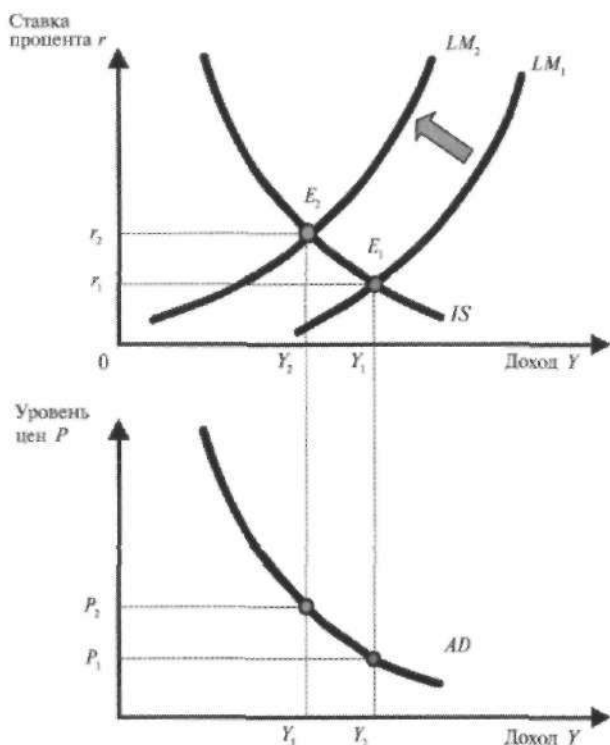 Ставка
процента r
LM₂
LM₁
E₂
r₂
E₁
r₁
IS
0
Y₂
Y₁
Доход Y
Уровень
цен P
P₂
P₁
AD
Y₁
Y₂
Доход Y